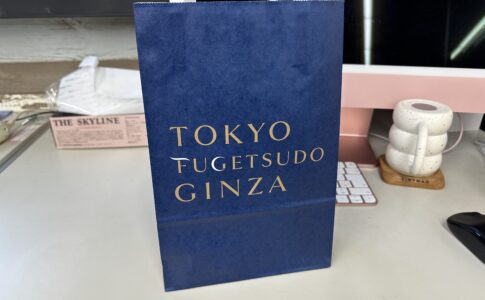 THE SKYLINE
TOKYO
FUGETSUDO
GINZA